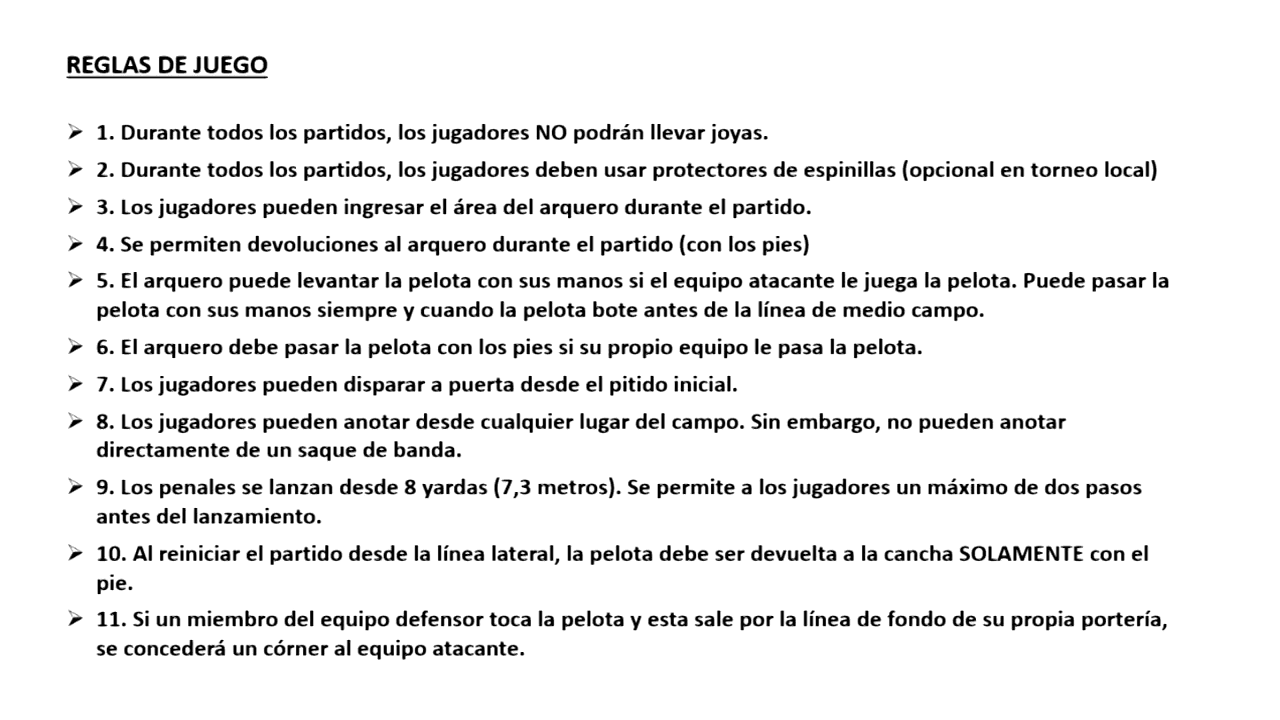 REGLAS DE JUEGO
➢ 1. Durante todos los partidos, los jugadores NO podrán llevar joyas.
➢ 2. Durante todos los partidos, los jugadores deben usar protectores de espinillas (opcional en torneo local)
➢ 3. Los jugadores pueden ingresar el área del arquero durante el partido.
➢ 4. Se permiten devoluciones al arquero durante el partido (con los pies)
➢ 5. El arquero puede levantar la pelota con sus manos si el equipo atacante le juega la pelota. Puede pasar la
pelota con sus manos siempre y cuando la pelota bote antes de la línea de medio campo.
➢ 6. El arquero debe pasar la pelota con los pies si su propio equipo le pasa la pelota.
➢ 7. Los jugadores pueden disparar a puerta desde el pitido inicial.
➢ 8. Los jugadores pueden anotar desde cualquier lugar del campo. Sin embargo, no pueden anotar
directamente de un saque de banda.
➢ 9. Los penales se lanzan desde 8 yardas (7,3 metros). Se permite a los jugadores un máximo de dos pasos
antes del lanzamiento.
➢ 10. Al reiniciar el partido desde la línea lateral, la pelota debe ser devuelta a la cancha SOLAMENTE con el
pie.
➢ 11. Si un miembro del equipo defensor toca la pelota y esta sale por la línea de fondo de su propia portería,
se concederá un córner al equipo atacante.